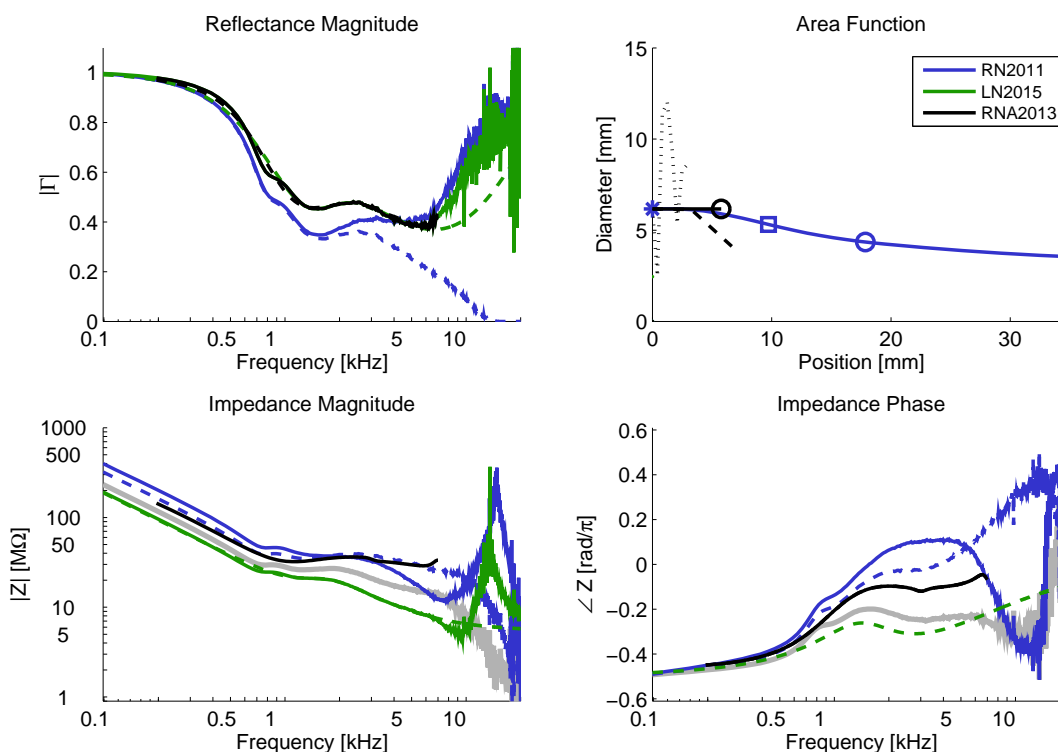 Reflectance Magnitude
1
0.8
0.6
0.4
0.2
0
0.1
0.5
1
5
10
|Γ|
Frequency [kHz]
Area Function
15
10
5
0
0
10
20
30
Diameter [mm]
Position [mm]
RN2011
LN2015
RNA2013
Impedance Magnitude
1000
500
100
50
10
5
1
0.1
0.5
1
5
10
|Z| [MΩ]
Frequency [kHz]
Impedance Phase
0.6
0.4
0.2
0
−0.2
−0.4
−0.6
0.1
0.5
1
5
10
∠ Z [rad/π]
Frequency [kHz]